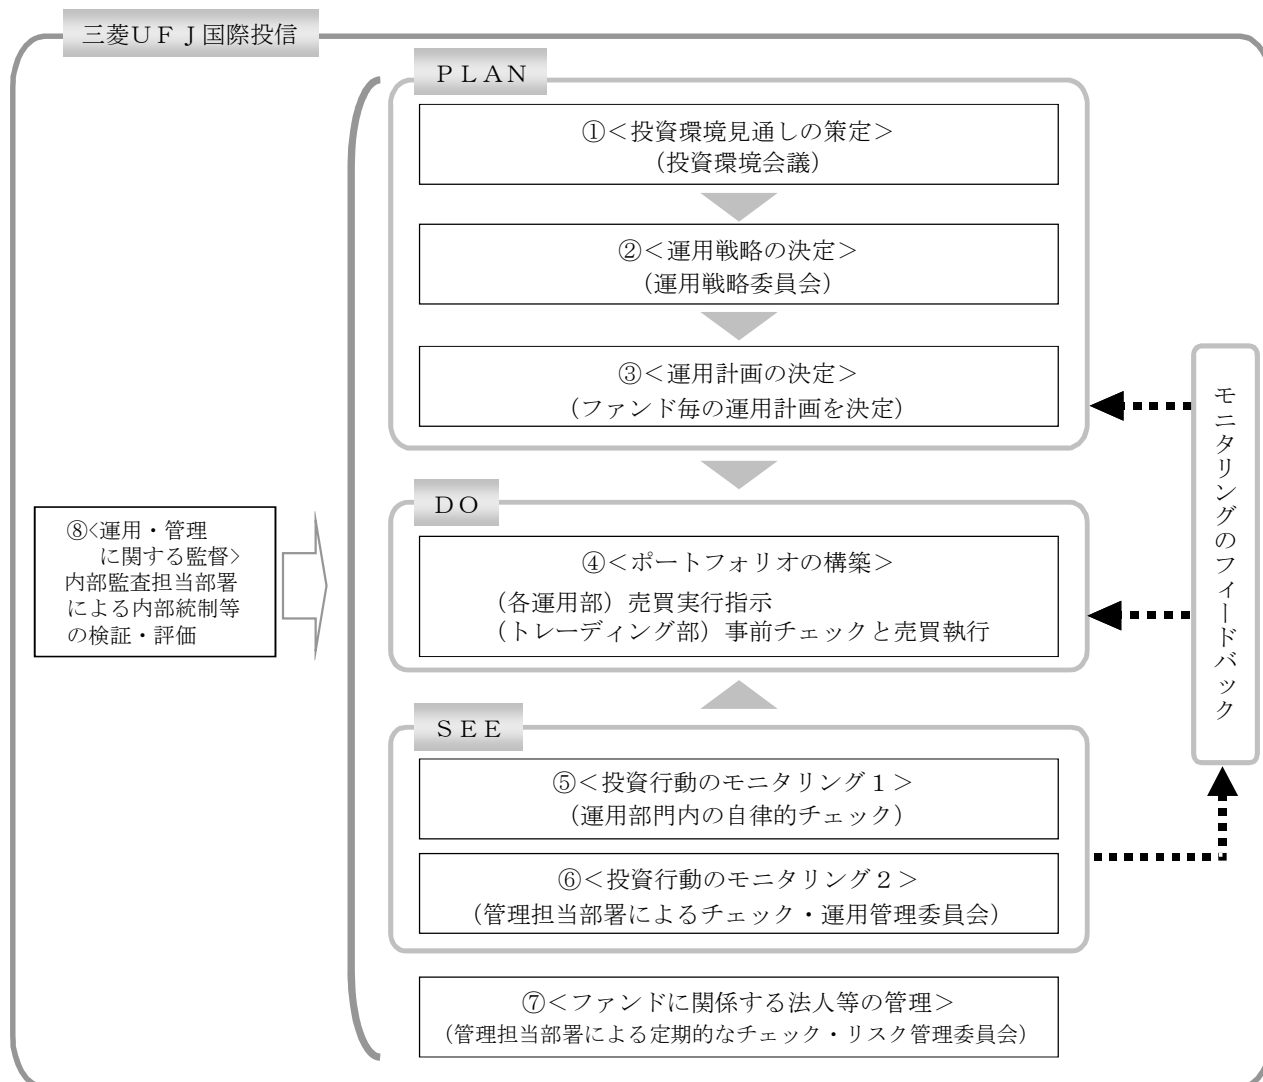 三菱ＵＦＪ国際投信
ＰＬＡＮ
①＜投資環境見通しの策定＞
（投資環境会議）
②＜運用戦略の決定＞
（運用戦略委員会）
③＜運用計画の決定＞
（ファンド毎の運用計画を決定）
ＤＯ
④＜ポートフォリオの構築＞
（各運用部）売買実行指示
（トレーディング部）事前チェックと売買執行
ＳＥＥ
⑤＜投資行動のモニタリング１＞
（運用部門内の自律的チェック）
⑥＜投資行動のモニタリング２＞
（管理担当部署によるチェック・運用管理委員会）
⑦＜ファンドに関係する法人等の管理＞
（管理担当部署による定期的なチェック・リスク管理委員会）
⑧<運用・管理
に関する監督>
内部監査担当部署
による内部統制等
の検証・評価
モニタリングのフィードバック